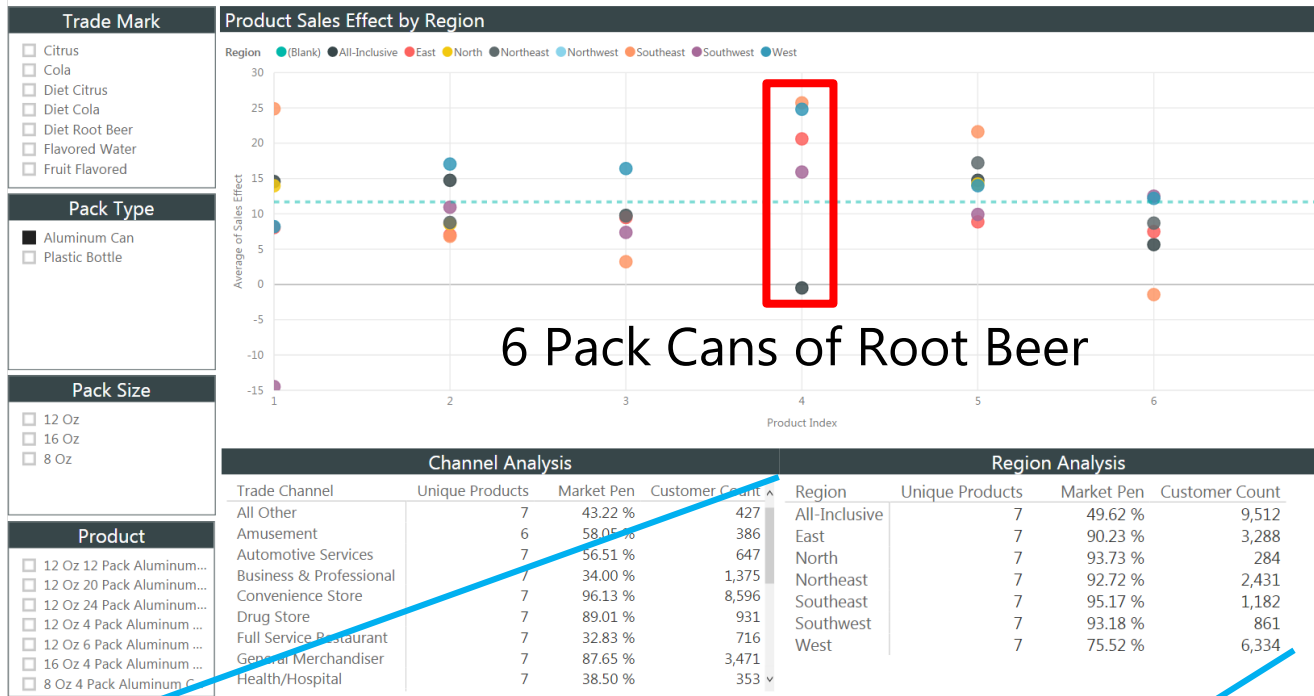 Trade Mark
Citrus
Cola
Diet Citrus
Diet Cola
Diet Root Beer
Flavored Water
Fruit Flavored
Pack Type
Aluminum Can
Plastic Bottle
Pack Size
12 Oz
16 Oz
8 Oz
Product
12 Oz 12 Pack Aluminum...
12 Oz 20 Pack Aluminum...
12 Oz 24 Pack Aluminum...
12 Oz 4 Pack Aluminum ...
12 Oz 6 Pack Aluminum ...
16 Oz 4 Pack Aluminum ...
8 Oz 4 Pack Aluminum C...
Product Sales Effect by Region
Region (Blank) All-Inclusive East North Northeast Northwest Southeast Southwest West
30
25
20
15
10
5
0
-5
-10
-15
Average of Sales Effect
6 Pack Cans of Root Beer
1 2 3 4 5 6
Product Index
Channel Analysis
Trade Channel Unique Products Market Pen Customer Count
All Other 7 43.22 % 427
Amusement 6 58.05 % 386
Automotive Services 7 56.51 % 647
Business & Professional 7 34.00 % 1,375
Convenience Store 7 96.13 % 8,596
Drug Store 7 89.01 % 931
Full Service Restaurant 7 32.83 % 716
General Merchandiser 7 87.65 % 3,471
Health/Hospital 7 38.50 % 353
Region Analysis
Region Unique Products Market Pen Customer Count
All-Inclusive 7 49.62 % 9,512
East 7 90.23 % 3,288
North 7 93.73 % 284
Northeast 7 92.72 % 2,431
Southeast 7 95.17 % 1,182
Southwest 7 93.18 % 861
West 7 75.52 % 6,334